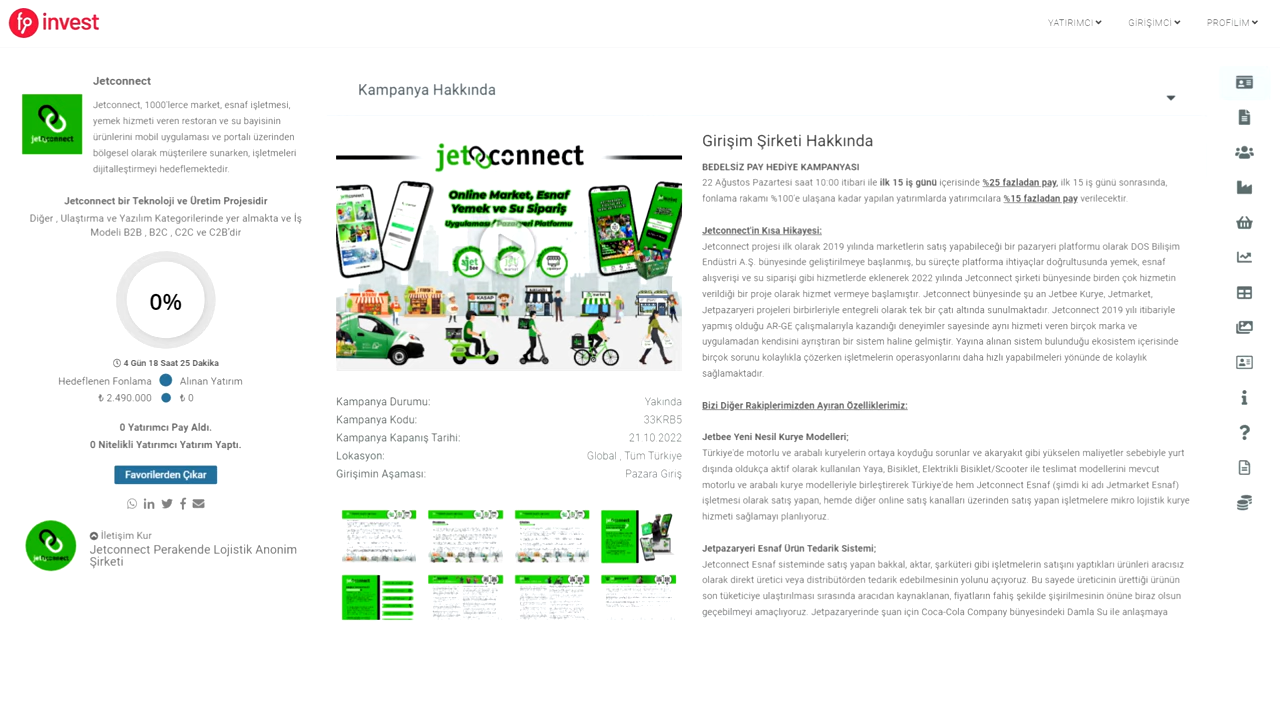 fp invest
YATIRIMCI
GİRİŞİMCİ
PROFİLİM
Jetconnect
Jetconnect, 1000'lerce market, esnaf işletmesi,
yemek hizmeti veren restoran ve su bayisinin
ürünlerini mobil uygulaması ve portalı üzerinden
bölgesel olarak müşterilere sunarken, işletmeleri
dijitalleştirmeyi hedeflemektedir.
jetconnect
Jetconnect bir Teknoloji ve Üretim Projesidir
Diğer , Ulaştırma ve Yazılım Kategorilerinde yer almakta ve İş
Modeli B2B , B2C , C2C ve C2B'dir
0%
4 Gün 18 Saat 25 Dakika
Hedeflenen Fonlama
Alınan Yatırım
₺ 2.490.000
₺ 0
0 Yatırımcı Pay Aldı.
0 Nitelikli Yatırımcı Yatırım Yaptı.
Favorilerden Çıkar
İletişim Kur
Jetconnect Perakende Lojistik Anonim
Şirketi
Kampanya Hakkında
jetconnect
Online Market, Esnaf
Yemek ve Su Sipariş
Uygulaması / Pazaryeri Platformu
KASAP
Kampanya Durumu:
Yakında
Kampanya Kodu:
33KRB5
Kampanya Kapanış Tarihi:
21.10.2022
Lokasyon:
Global , Tüm Türkiye
Girişimin Aşaması:
Pazara Giriş
Girişim Şirketi Hakkında
BEDELSİZ PAY HEDİYE KAMPANYASI
22 Ağustos Pazartesi saat 10:00 itibari ile ilk 15 iş günü içerisinde %25 fazladan pay, ilk 15 iş günü sonrasında,
fonlama rakamı %100'e ulaşana kadar yapılan yatırımlarda yatırımcılara %15 fazladan pay verilecektir.
Jetconnect'in Kısa Hikayesi:
Jetconnect projesi ilk olarak 2019 yılında marketlerin satış yapabileceği bir pazaryeri platformu olarak DOS Bilişim
Endüstri A.Ş. bünyesinde geliştirilmeye başlanmış, bu süreçte platforma ihtiyaçlar doğrultusunda yemek, esnaf
alışverişi ve su siparişi gibi hizmetlerde eklenerek 2022 yılında Jetconnect şirketi bünyesinde birden çok hizmetin
verildiği bir proje olarak hizmet vermeye başlamıştır. Jetconnect bünyesinde şu an Jetbee Kurye, Jetmarket,
Jetpazaryeri projeleri birbirleriyle entegreli olarak tek bir çatı altında sunulmaktadır. Jetconnect 2019 yılı itibariyle
yapmış olduğu AR-GE çalışmalarıyla kazandığı deneyimler sayesinde aynı hizmeti veren birçok marka ve
uygulamadan kendisini ayrıştıran bir sistem haline gelmiştir. Yayına alınan sistem bulunduğu ekosistem içerisinde
birçok sorunu kolaylıkla çözerken işletmelerin operasyonlarını daha hızlı yapabilmeleri yönünde de kolaylık
sağlamaktadır.
Bizi Diğer Rakiplerimizden Ayıran Özelliklerimiz:
Jetbee Yeni Nesil Kurye Modelleri;
Türkiye'de motorlu ve arabalı kuryelerin ortaya koyduğu sorunlar ve akaryakıt gibi yükselen maliyetler sebebiyle yurt
dışında oldukça aktif olarak kullanılan Yaya, Bisiklet, Elektrikli Bisiklet/Scooter ile teslimat modellerini mevcut
motorlu ve arabalı kurye modelleriyle birleştirerek Türkiye'de hem Jetconnect Esnaf (şimdi ki adı Jetmarket Esnaf)
işletmesi olarak satış yapan, hemde diğer online satış kanalları üzerinden satış yapan işletmelere mikro lojistik kurye
hizmeti sağlamayı planlıyoruz.
Jetpazaryeri Esnaf Ürün Tedarik Sistemi;
Jetconnect Esnaf sisteminde satış yapan bakkal, aktar, şarküteri gibi işletmelerin satışını yaptıkları ürünleri aracısız
olarak direkt üretici veya distribütörden tedarik edebilmesinin yolunu açıyoruz. Bu sayede üreticinin ürettiği ürünün
son tüketiciye ulaştırılması sırasında aracıdan kaynaklanan, fiyatların fahiş şekilde şişirilmesinin önüne biraz olsun
geçebilmeyi amaçlıyoruz. Jetpazaryerinde şuan için Coca-Cola Company bünyesindeki Damla Su ile anlaşmaya